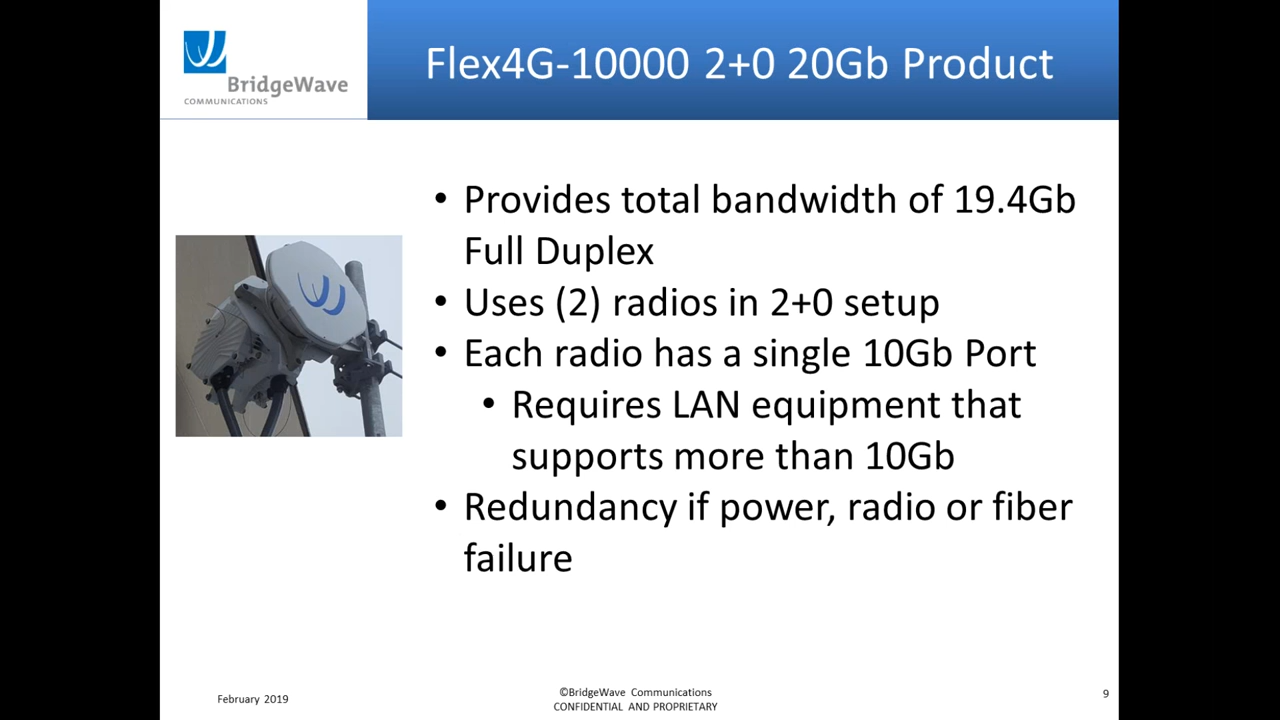 BridgeWave
COMMUNICATIONS
Flex4G-10000 2+0 20Gb Product
• Provides total bandwidth of 19.4Gb
Full Duplex
• Uses (2) radios in 2+0 setup
• Each radio has a single 10Gb Port
• Requires LAN equipment that
supports more than 10Gb
• Redundancy if power, radio or fiber
failure
February 2019
©BridgeWave Communications
CONFIDENTIAL AND PROPRIETARY
9